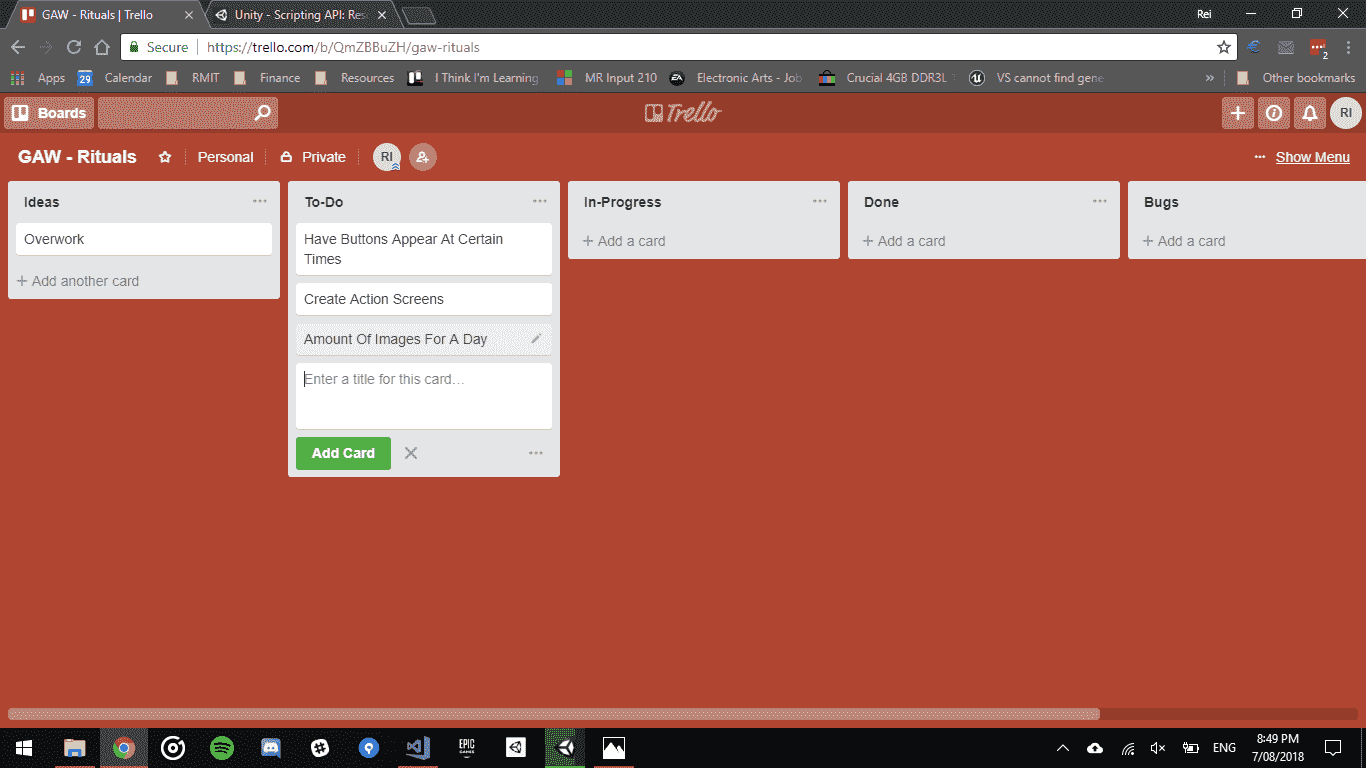 GAW - Rituals | Trello
Unity - Scripting API: Res
Rei
Secure
https://trello.com/b/QmZBBuZH/gaw-rituals
2
Apps
29
Calendar
RMIT
Finance
Resources
I Think I'm Learning
MR Input 210
EA
Electronic Arts - Job
Crucial 4GB DDR3L
VS cannot find gene
»
Other bookmarks
Boards
Trello
RI
GAW - Rituals
Personal
Private
RI
Show Menu
Ideas
Overwork
+ Add another card
To-Do
Have Buttons Appear At Certain
Times
Create Action Screens
Amount Of Images For A Day
Enter a title for this card…
Add Card
In-Progress
+ Add a card
Done
+ Add a card
Bugs
+ Add a card
EPIC
GAMES
ENG
8:49 PM
7/08/2018